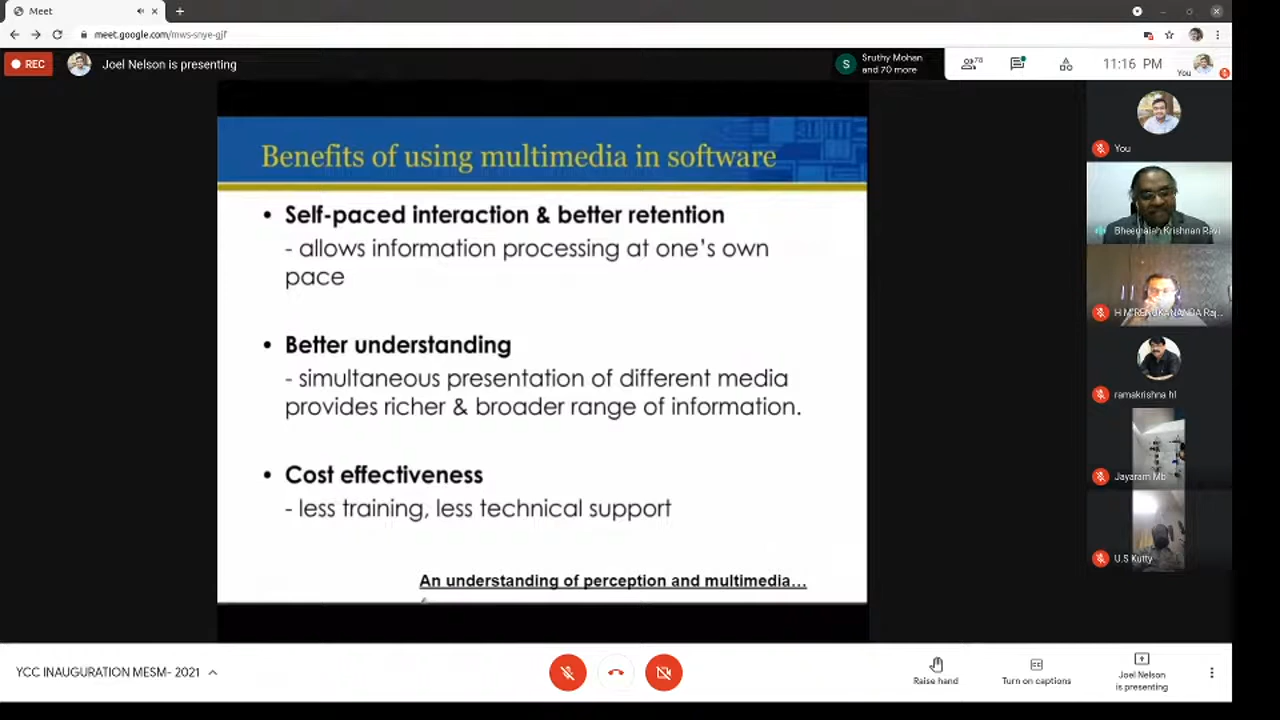 Meet
meet.google.com/mws-snye-gjf
REC
Joel Nelson is presenting
S
Sruthy Mohan
and 70 more
78
11:16 PM
You
Benefits of using multimedia in software
• Self-paced interaction & better retention
- allows information processing at one's own
pace
• Better understanding
- simultaneous presentation of different media
provides richer & broader range of information.
• Cost effectiveness
- less training, less technical support
An understanding of perception and multimedia...
You
Bheemaiah Krishnan Ravi
H M RENUKANANDA Raj...
ramakrishna hl
Jayaram Mb
U.S Kutty
YCC INAUGURATION MESM- 2021
Raise hand
Turn on captions
Joel Nelson
is presenting